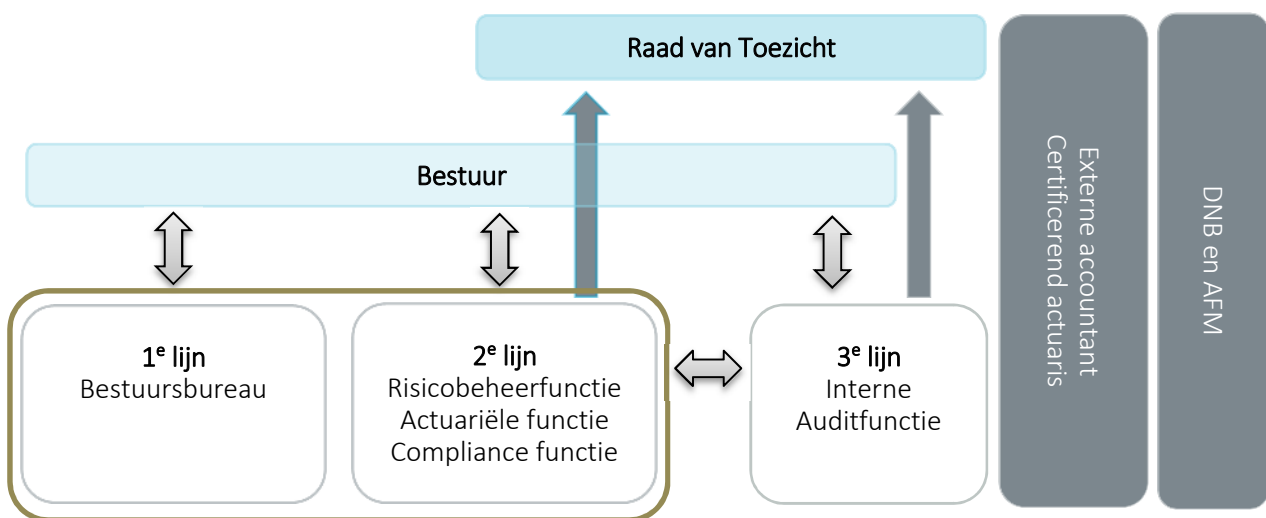 Raad van Toezicht
Bestuur
1e lijn
Bestuursbureau
2e lijn
Risicobeheerfunctie
Actuariële functie
Compliance functie
3e lijn
Interne
Auditfunctie
Externe accountant
Certificerend actuaris
DNB en AFM